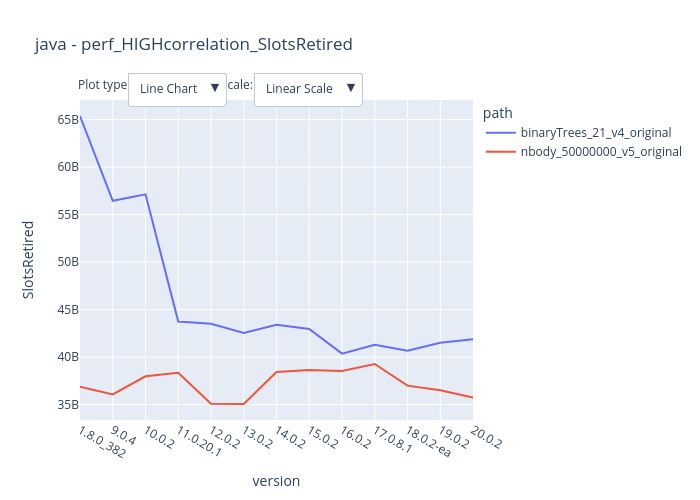 java - perf_HIGHcorrelation_SlotsRetired
Plot type
Line Chart ▼
cale:
Linear Scale ▼
path
binaryTrees_21_v4_original
nbody_50000000_v5_original
SlotsRetired
65B
60B
55B
50B
45B
40B
35B
1.8.0_382
9.0.4
10.0.2
11.0.20.1
12.0.2
13.0.2
14.0.2
15.0.2
16.0.2
17.0.8.1
18.0.2-ea
19.0.2
20.0.2
version